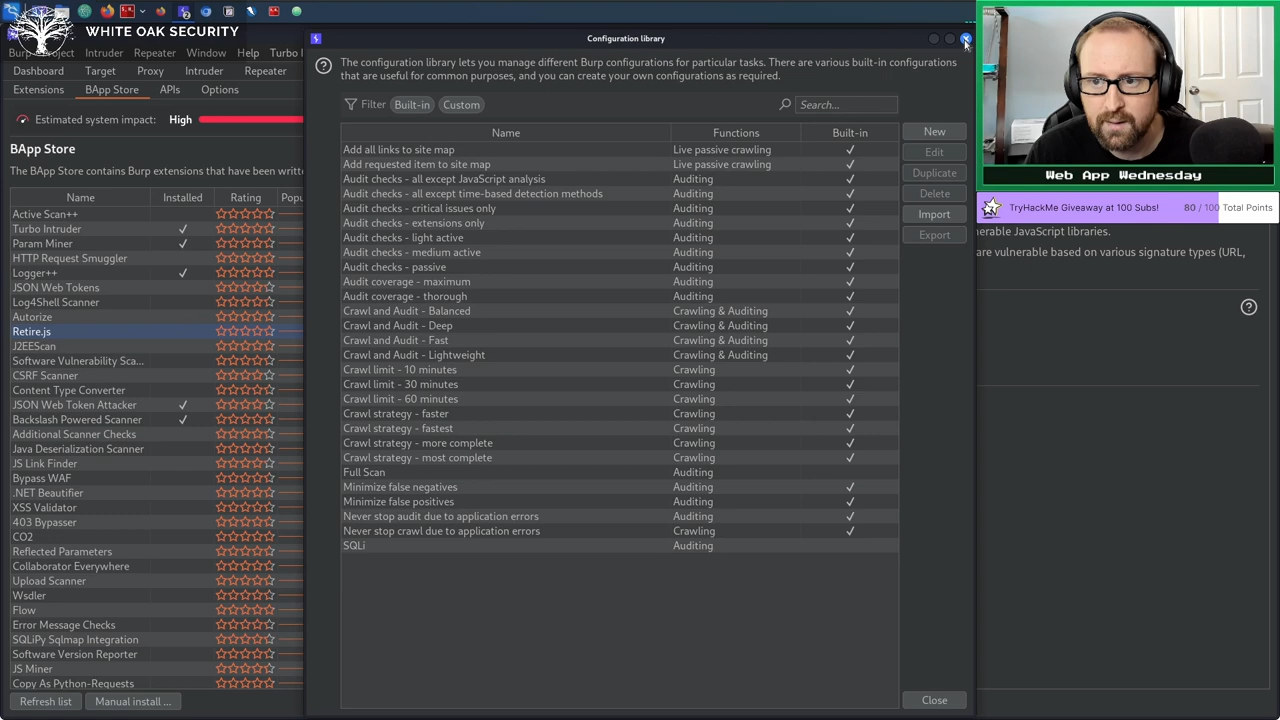 WHITE OAK SECURITY
Burp Project Intruder Repeater Window Help Turbo I
Dashboard Target Proxy Intruder Repeater
Extensions BApp Store APIs Options
Estimated system impact: High
BApp Store
The BApp Store contains Burp extensions that have been writte
Name Installed Rating Popu
Active Scan++
Turbo Intruder ✓
Param Miner ✓
HTTP Request Smuggler
Logger++ ✓
JSON Web Tokens
Log4Shell Scanner
Autorize
Retire.js
J2EEScan
Software Vulnerability Sca...
CSRF Scanner
Content Type Converter
JSON Web Token Attacker ✓
Backslash Powered Scanner ✓
Additional Scanner Checks
Java Deserialization Scanner
JS Link Finder
Bypass WAF
.NET Beautifier
XSS Validator
403 Bypasser
CO2
Reflected Parameters
Collaborator Everywhere
Upload Scanner
Wsdler
Flow
Error Message Checks
SQLiPy Sqlmap Integration
Software Version Reporter
JS Miner
Copy As Python-Requests
Refresh list Manual install ...
Configuration library
The configuration library lets you manage different Burp configurations for particular tasks. There are various built-in configurations
that are useful for common purposes, and you can create your own configurations as required.
Filter Built-in Custom Search...
Name Functions Built-in
Add all links to site map Live passive crawling ✓
Add requested item to site map Live passive crawling ✓
Audit checks - all except JavaScript analysis Auditing ✓
Audit checks - all except time-based detection methods Auditing ✓
Audit checks - critical issues only Auditing ✓
Audit checks - extensions only Auditing ✓
Audit checks - light active Auditing ✓
Audit checks - medium active Auditing ✓
Audit checks - passive Auditing ✓
Audit coverage - maximum Auditing ✓
Audit coverage - thorough Auditing ✓
Crawl and Audit - Balanced Crawling & Auditing ✓
Crawl and Audit - Deep Crawling & Auditing ✓
Crawl and Audit - Fast Crawling & Auditing ✓
Crawl and Audit - Lightweight Crawling & Auditing ✓
Crawl limit - 10 minutes Crawling ✓
Crawl limit - 30 minutes Crawling ✓
Crawl limit - 60 minutes Crawling ✓
Crawl strategy - faster Crawling ✓
Crawl strategy - fastest Crawling ✓
Crawl strategy - more complete Crawling ✓
Crawl strategy - most complete Crawling ✓
Full Scan Auditing
Minimize false negatives Auditing ✓
Minimize false positives Auditing ✓
Never stop audit due to application errors Auditing ✓
Never stop crawl due to application errors Crawling ✓
SQLi Auditing
New
Edit
Duplicate
Delete
Import
Export
Close
Web App Wednesday
TryHackMe Giveaway at 100 Subs! 80 / 100 Total Points
nerable JavaScript libraries.
are vulnerable based on various signature types (URL,